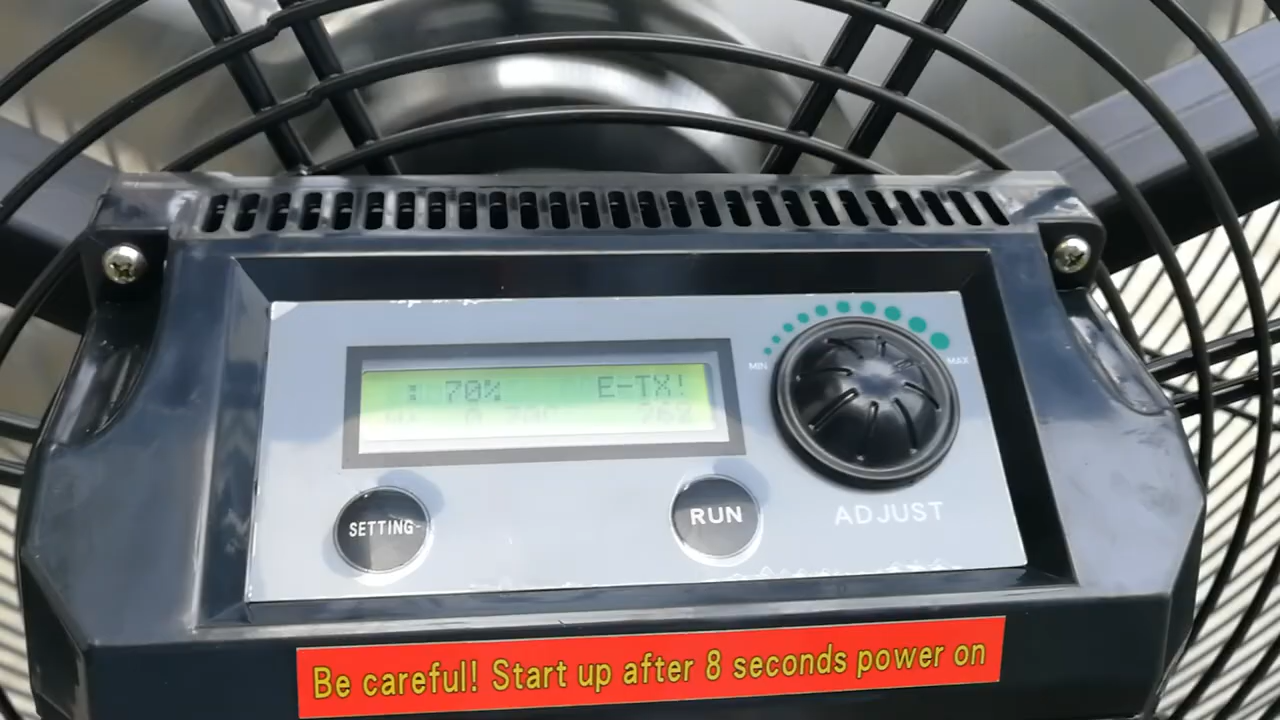 : 70% E-TX!
MIN MAX
SETTING
RUN
ADJUST
Be careful! Start up after 8 seconds power on